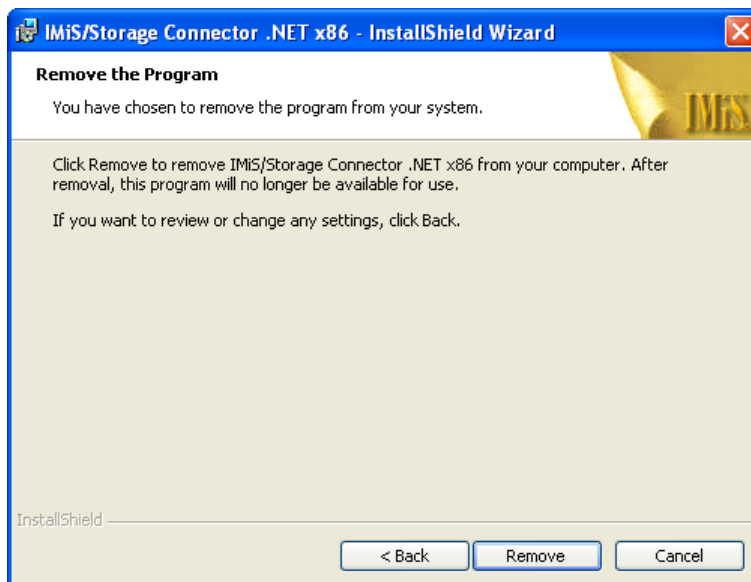 IMiS/Storage Connector .NET x86 - InstallShield Wizard
Remove the Program
You have chosen to remove the program from your system.
IMiS
Click Remove to remove IMiS/Storage Connector .NET x86 from your computer. After
removal, this program will no longer be available for use.
If you want to review or change any settings, click Back.
InstallShield
< Back
Remove
Cancel